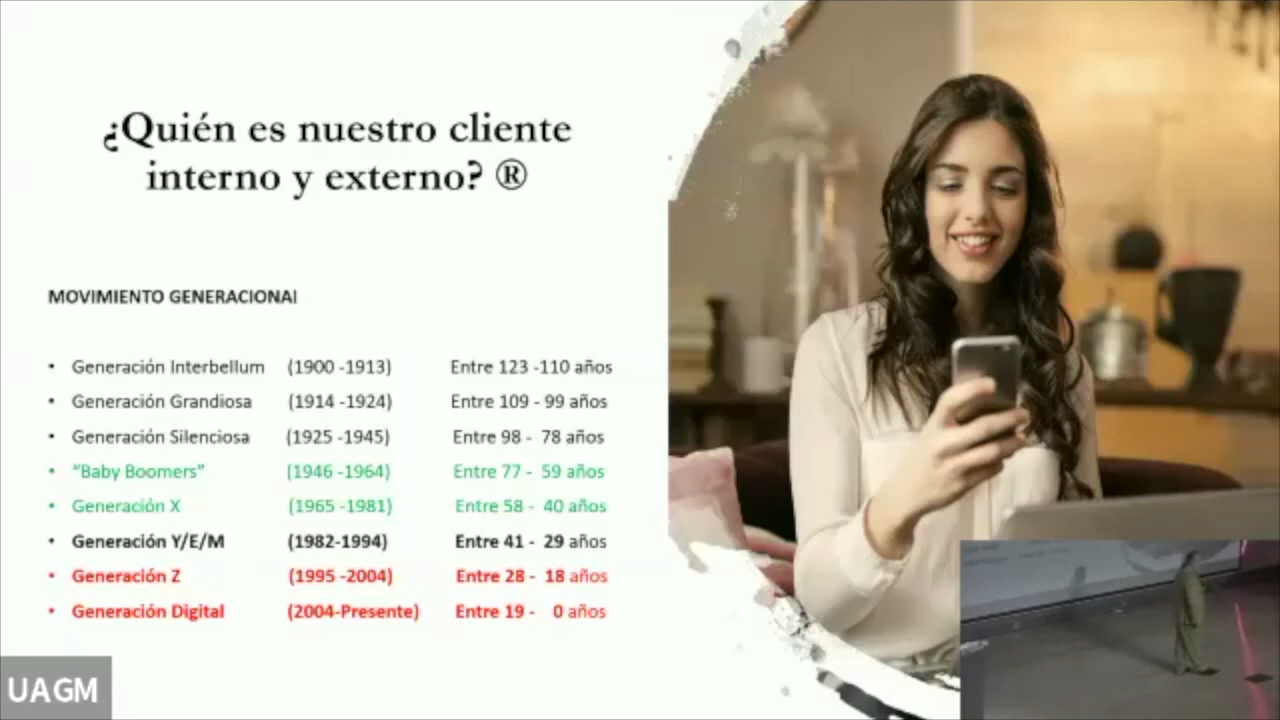 ¿Quién es nuestro cliente
interno y externo? ®
MOVIMIENTO GENERACIONAl
• Generación Interbellum (1900 -1913) Entre 123 -110 años
• Generación Grandiosa (1914 -1924) Entre 109 - 99 años
• Generación Silenciosa (1925 -1945) Entre 98 - 78 años
• “Baby Boomers” (1946 -1964) Entre 77 - 59 años
• Generación X (1965 -1981) Entre 58 - 40 años
• Generación Y/E/M (1982-1994) Entre 41 - 29 años
• Generación Z (1995 -2004) Entre 28 - 18 años
• Generación Digital (2004-Presente) Entre 19 - 0 años
UAGM